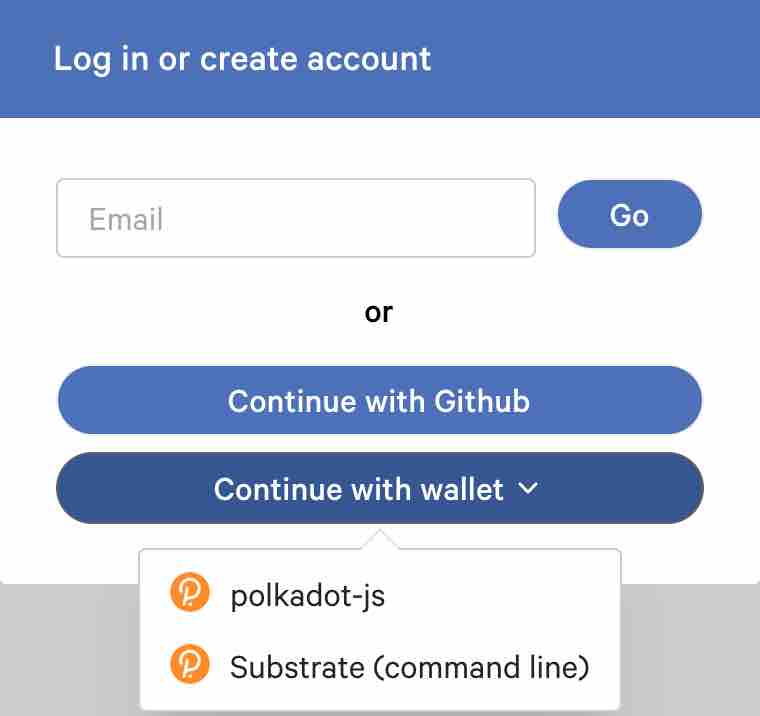 Log in or create account
Email
Go
or
Continue with Github
Continue with wallet
polkadot-js
Substrate (command line)